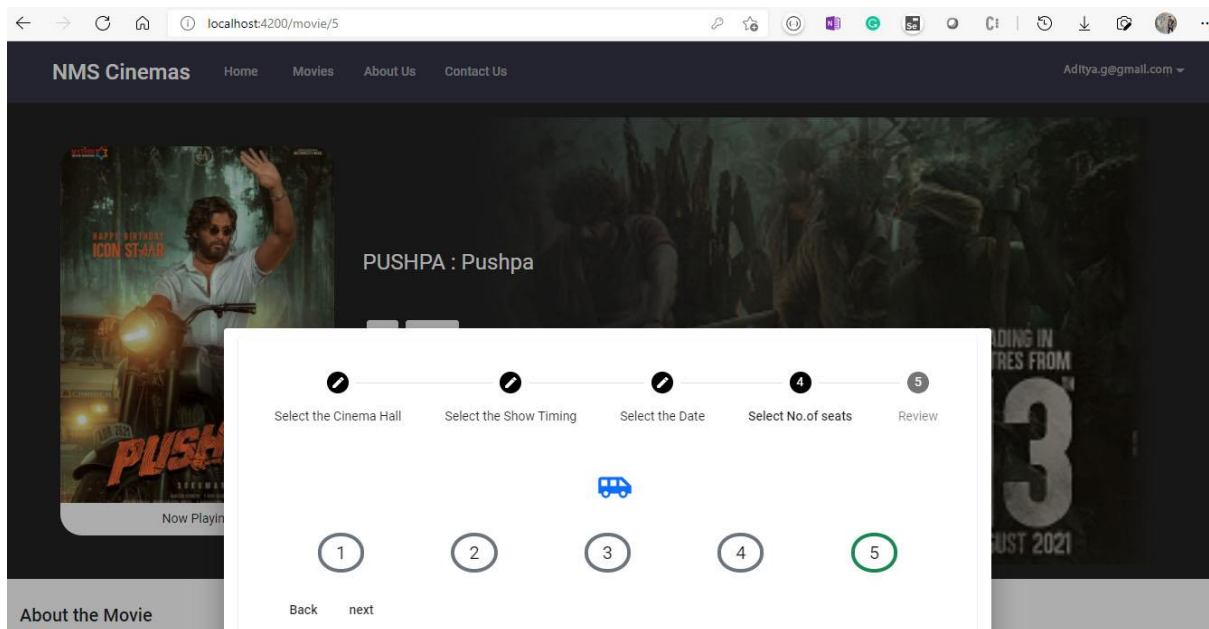 localhost:4200/movie/5
NMS Cinemas Home Movies About Us Contact Us Aditya.g@gmail.com
HAPPY BIRTHDAY
ICON STAAR
PUSHPA : Pushpa
PUSH
Now Playin
ADING IN
TRES FROM
3
UST 2021
4 5
Select the Cinema Hall Select the Show Timing Select the Date Select No.of seats Review
1 2 3 4 5
Back next
About the Movie